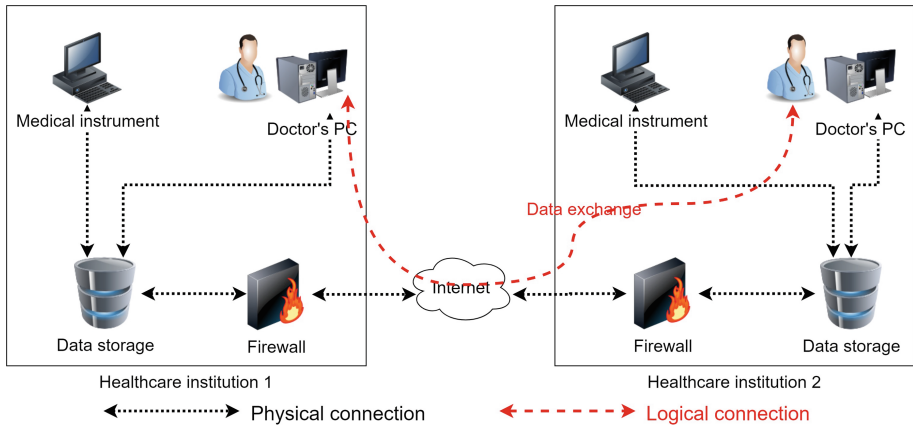 Medical instrument
Doctor's PC
Medical instrument
Doctor's PC
Data exchange
Internet
Data storage
Firewall
Firewall
Data storage
Healthcare institution 1
Healthcare institution 2
Physical connection
Logical connection